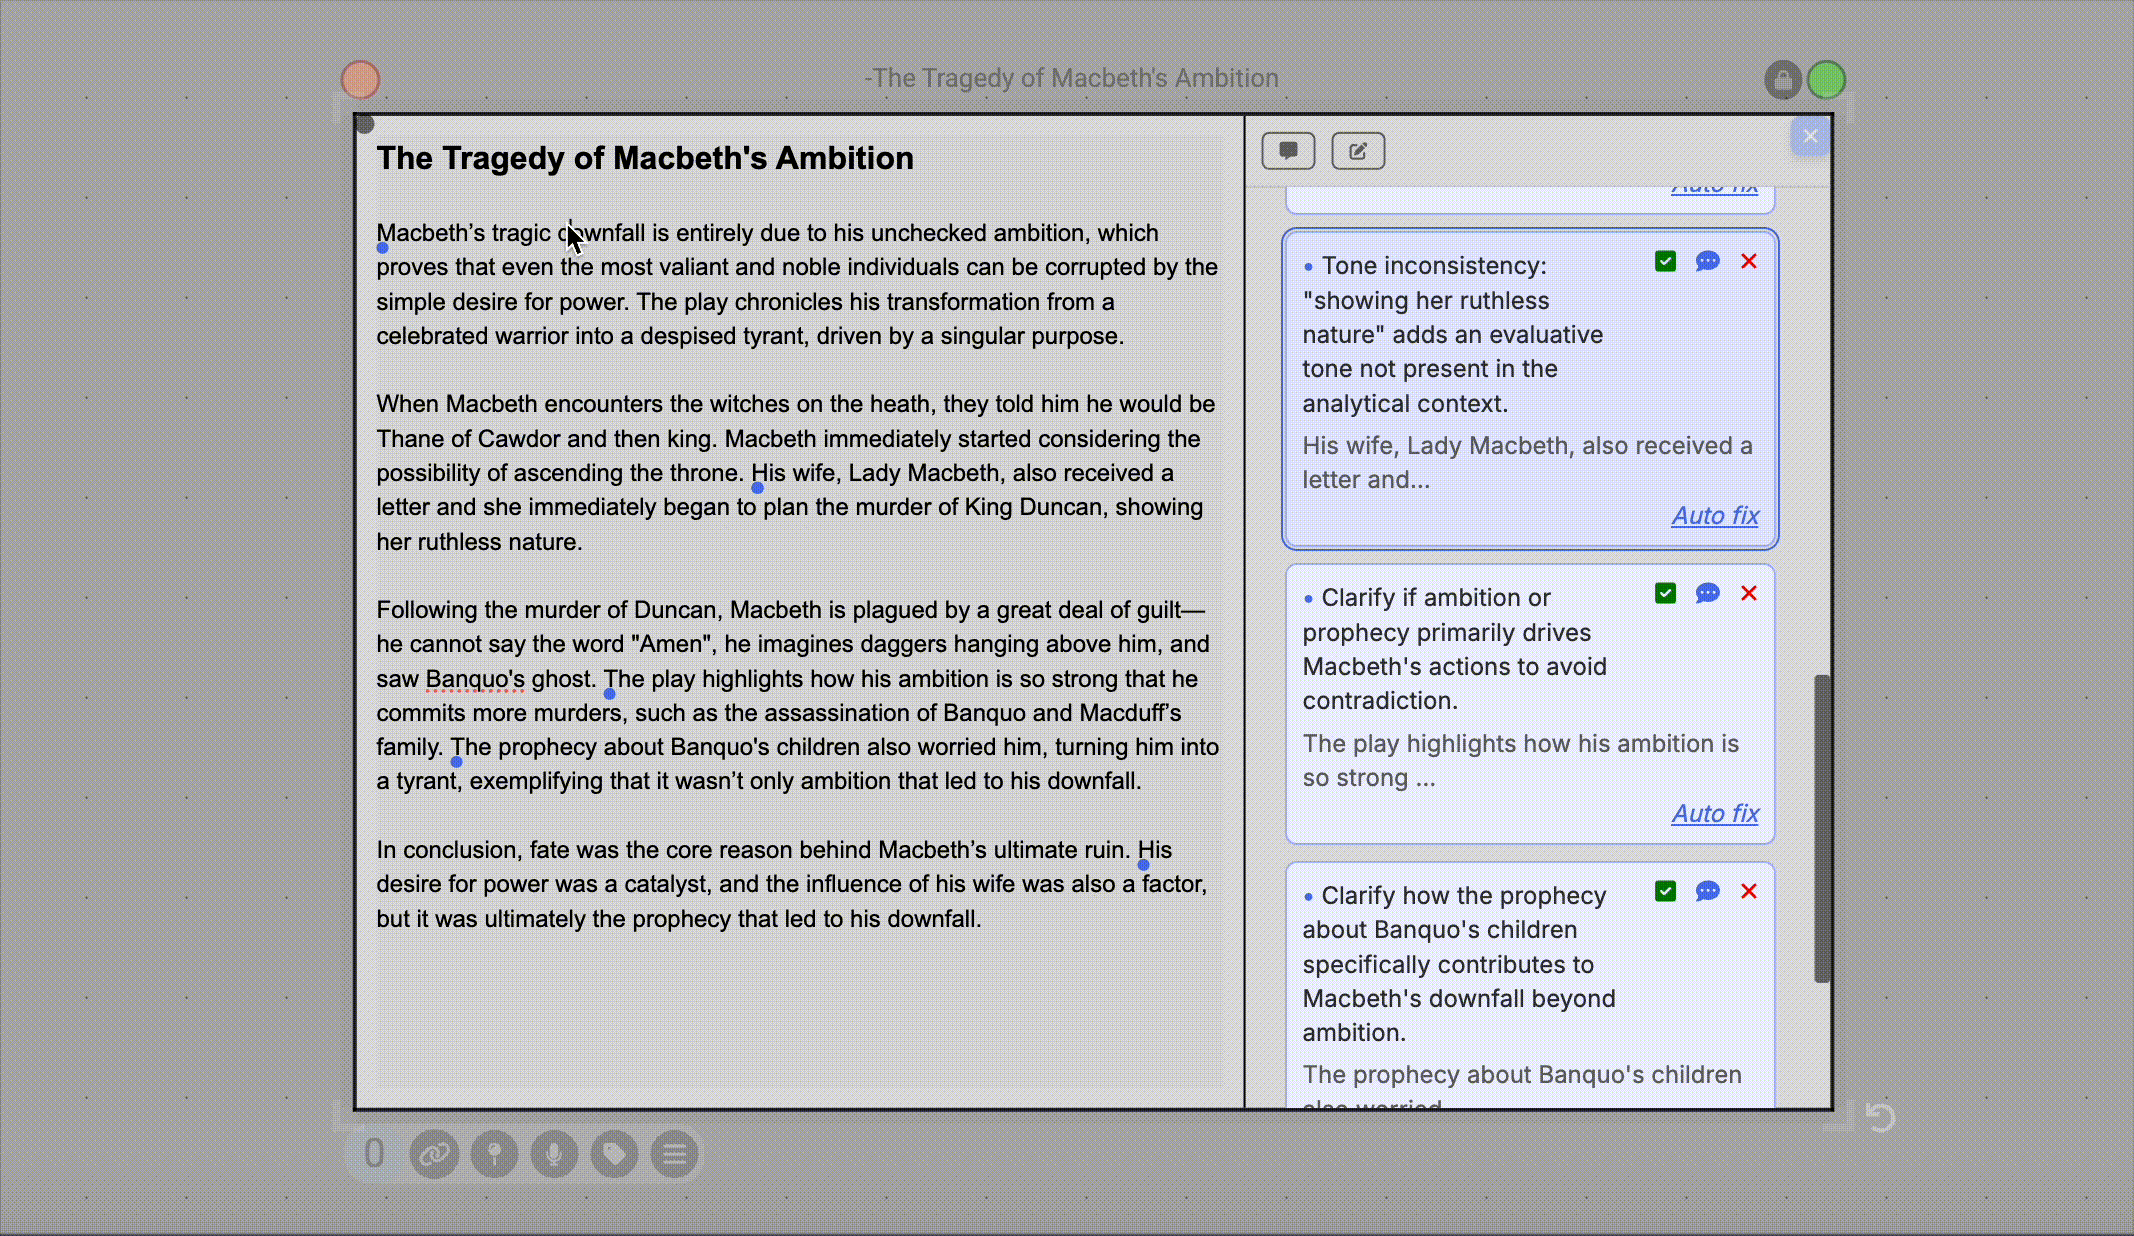 -The Tragedy of Macbeth's Ambition
The Tragedy of Macbeth's Ambition
Macbeth’s tragic downfall is entirely due to his unchecked ambition, which
proves that even the most valiant and noble individuals can be corrupted by the
simple desire for power. The play chronicles his transformation from a
celebrated warrior into a despised tyrant, driven by a singular purpose.
When Macbeth encounters the witches on the heath, they told him he would be
Thane of Cawdor and then king. Macbeth immediately started considering the
possibility of ascending the throne. His wife, Lady Macbeth, also received a
letter and she immediately began to plan the murder of King Duncan, showing
her ruthless nature.
Following the murder of Duncan, Macbeth is plagued by a great deal of guilt—
he cannot say the word "Amen", he imagines daggers hanging above him, and
saw Banquo's ghost. The play highlights how his ambition is so strong that he
commits more murders, such as the assassination of Banquo and Macduff’s
family. The prophecy about Banquo's children also worried him, turning him into
a tyrant, exemplifying that it wasn’t only ambition that led to his downfall.
In conclusion, fate was the core reason behind Macbeth’s ultimate ruin. His
desire for power was a catalyst, and the influence of his wife was also a factor,
but it was ultimately the prophecy that led to his downfall.
Auto fix
• Tone inconsistency:
"showing her ruthless
nature" adds an evaluative
tone not present in the
analytical context.
His wife, Lady Macbeth, also received a
letter and...
Auto fix
• Clarify if ambition or
prophecy primarily drives
Macbeth's actions to avoid
contradiction.
The play highlights how his ambition is
so strong ...
Auto fix
• Clarify how the prophecy
about Banquo's children
specifically contributes to
Macbeth's downfall beyond
ambition.
The prophecy about Banquo's children
also worried
0